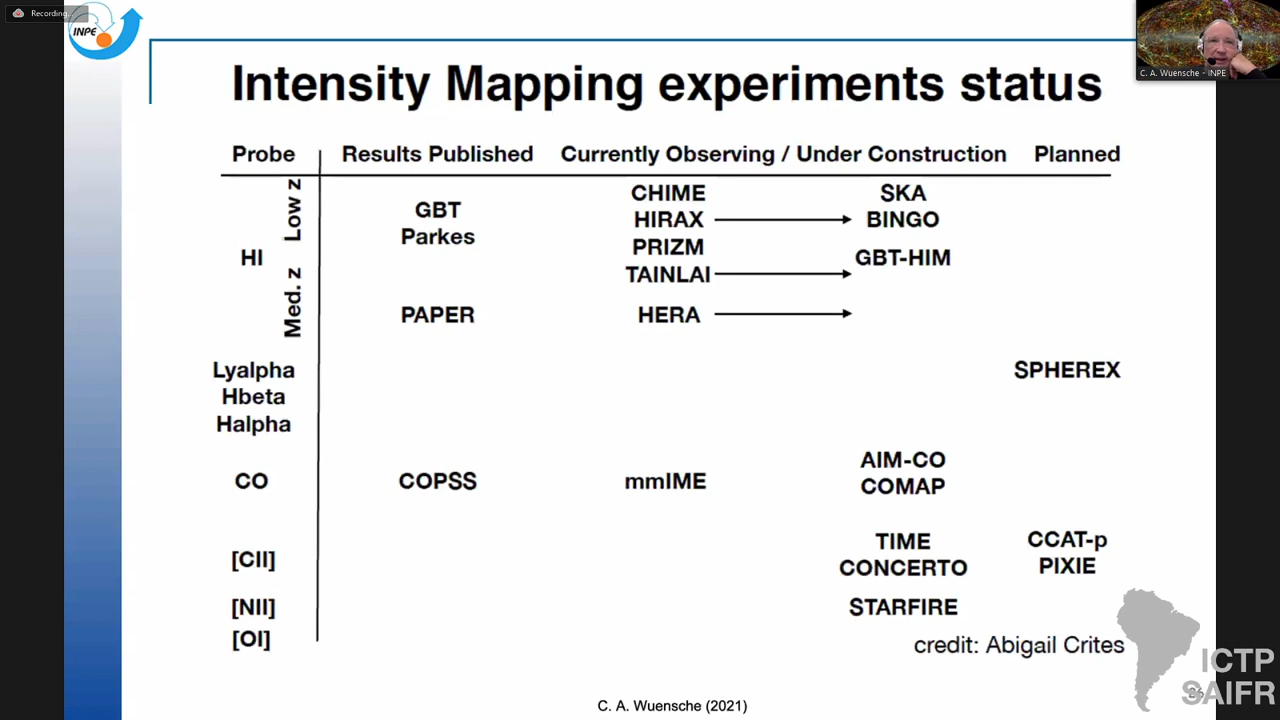 Recording...
INPE
C. A. Wuensche - INPE
Intensity Mapping experiments status
Probe Results Published Currently Observing / Under Construction Planned
HI
Low z
Med. z
GBT
Parkes
CHIME
HIRAX
PRIZM
TAINLAI
SKA
BINGO
GBT-HIM
PAPER
HERA
Lyalpha
Hbeta
Halpha
SPHEREX
CO
COPSS
mmIME
AIM-CO
COMAP
[CII]
TIME
CONCERTO
CCAT-p
PIXIE
[NII]
STARFIRE
[OI]
credit: Abigail Crites
ICTP
SAIFR
26
C. A. Wuensche (2021)